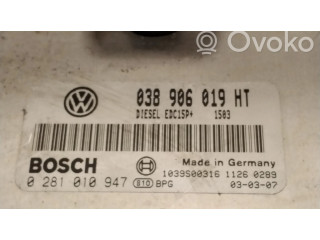 Ovoko
038 906 019 HT
DIESEL EDC15P+ 1503
BOSCH
Made in Germany
1039S00316 1126 0289
0 281 010 947 810 BPG 03-03-07